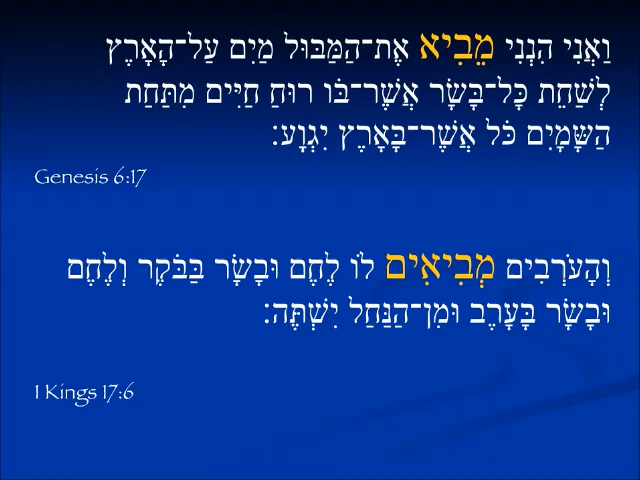 וַאֲנִי הִנְנִי מֵבִיא אֶת־הַמַּבּוּל מַיִם עַל־הָאָרֶץ
לְשַׁחֵת כָּל־בָּשָׂר אֲשֶׁר־בּוֹ רוּחַ חַיִּים מִתַּחַת
הַשָּׁמָיִם כֹּל אֲשֶׁר־בָּאָרֶץ יִגְוָע׃
Genesis 6:17
וְהָעֹרְבִים מְבִיאִים לוֹ לֶחֶם וּבָשָׂר בַּבֹּקֶר וְלֶחֶם
וּבָשָׂר בָּעָרֶב וּמִן־הַנַּחַל יִשְׁתֶּה׃
1 Kings 17:6